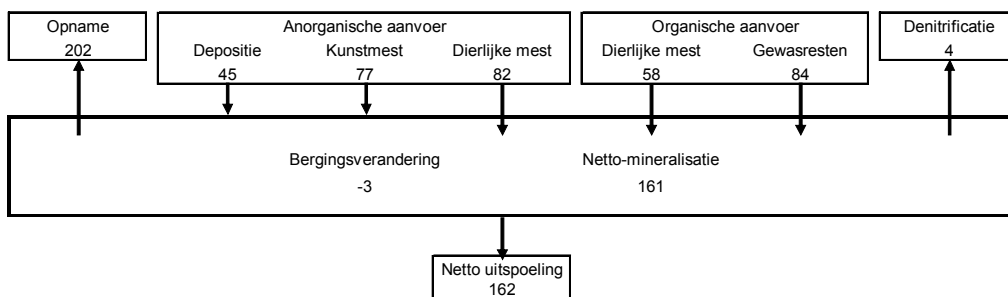 Opname
202
Anorganische aanvoer
Depositie Kunstmest Dierlijke mest
45 77 82
Organische aanvoer
Dierlijke mest Gewasresten
58 84
Denitrificatie
4
Bergingsverandering
-3
Netto-mineralisatie
161
Netto uitspoeling
162